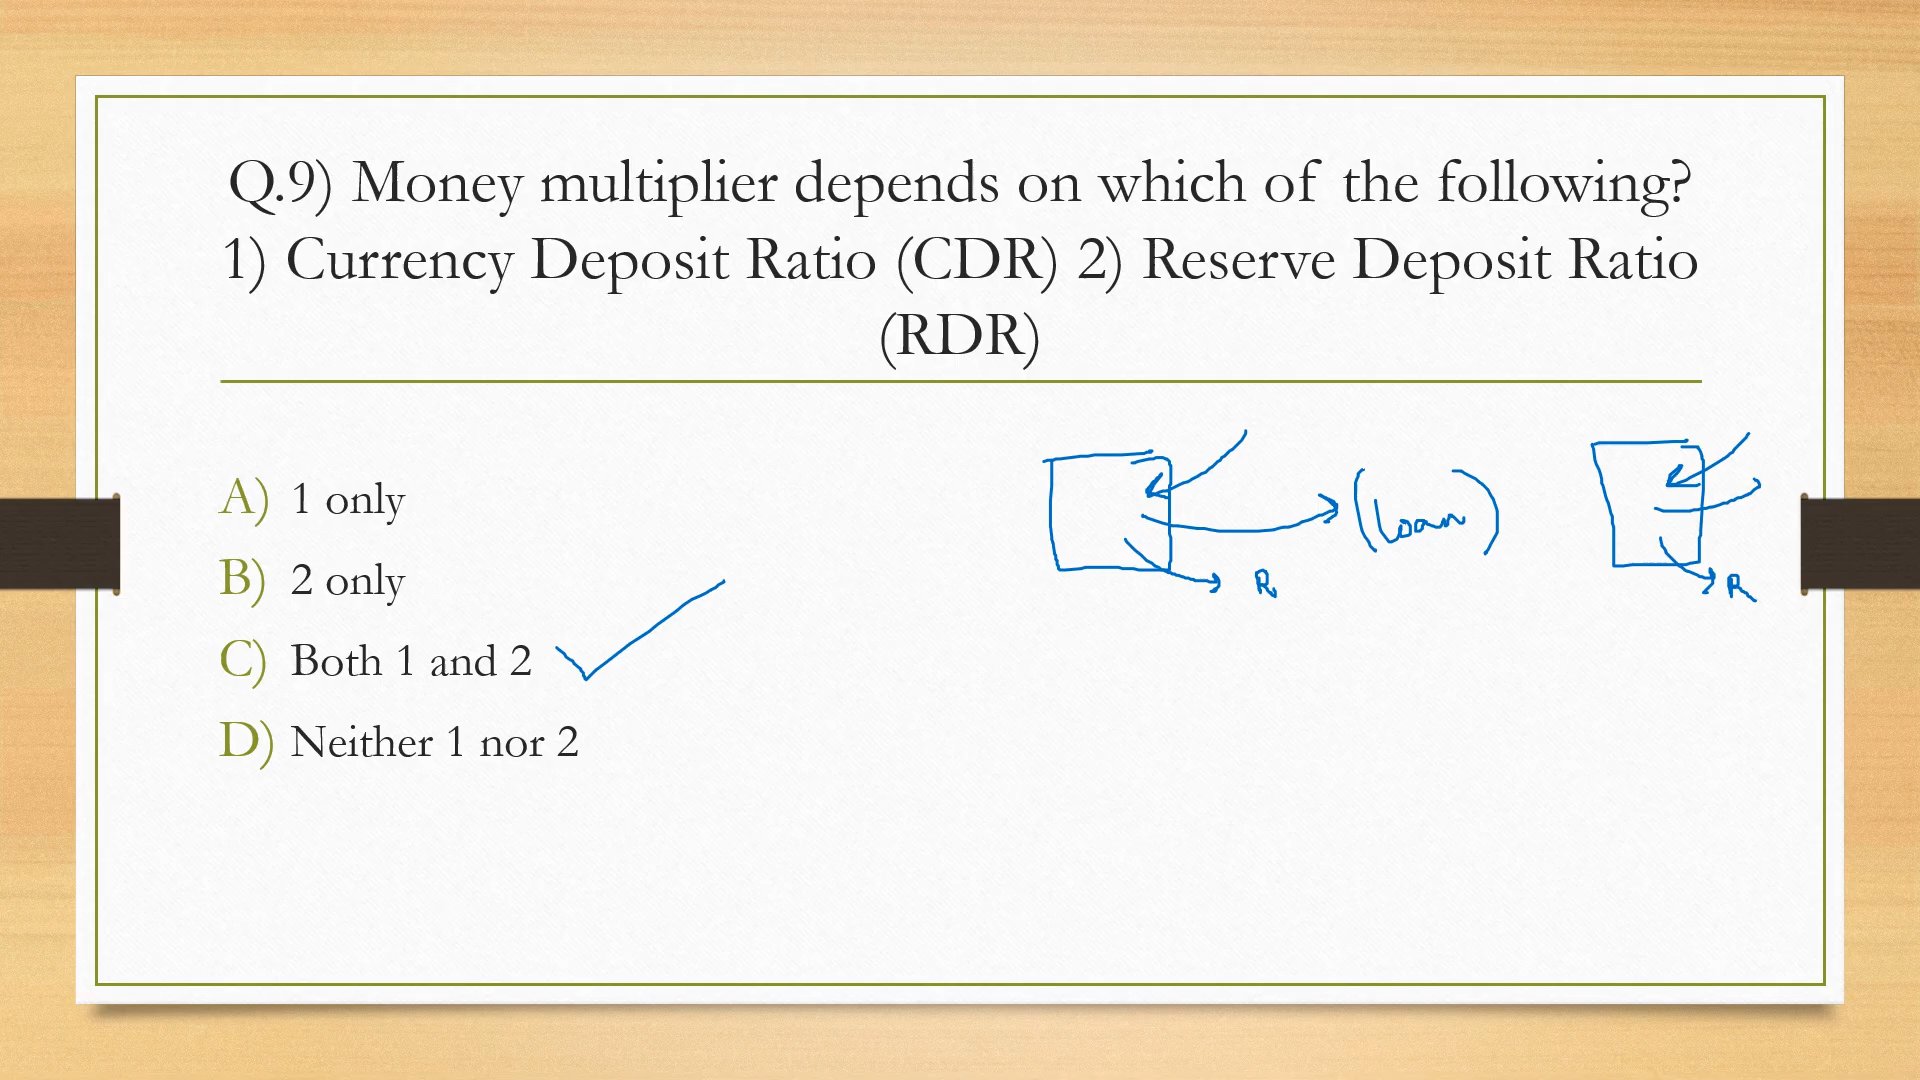 Q.9) Money multiplier depends on which of the following?
1) Currency Deposit Ratio (CDR) 2) Reserve Deposit Ratio
(RDR)
A) 1 only
B) 2 only
C) Both 1 and 2
D) Neither 1 nor 2
(Loan)
R
R